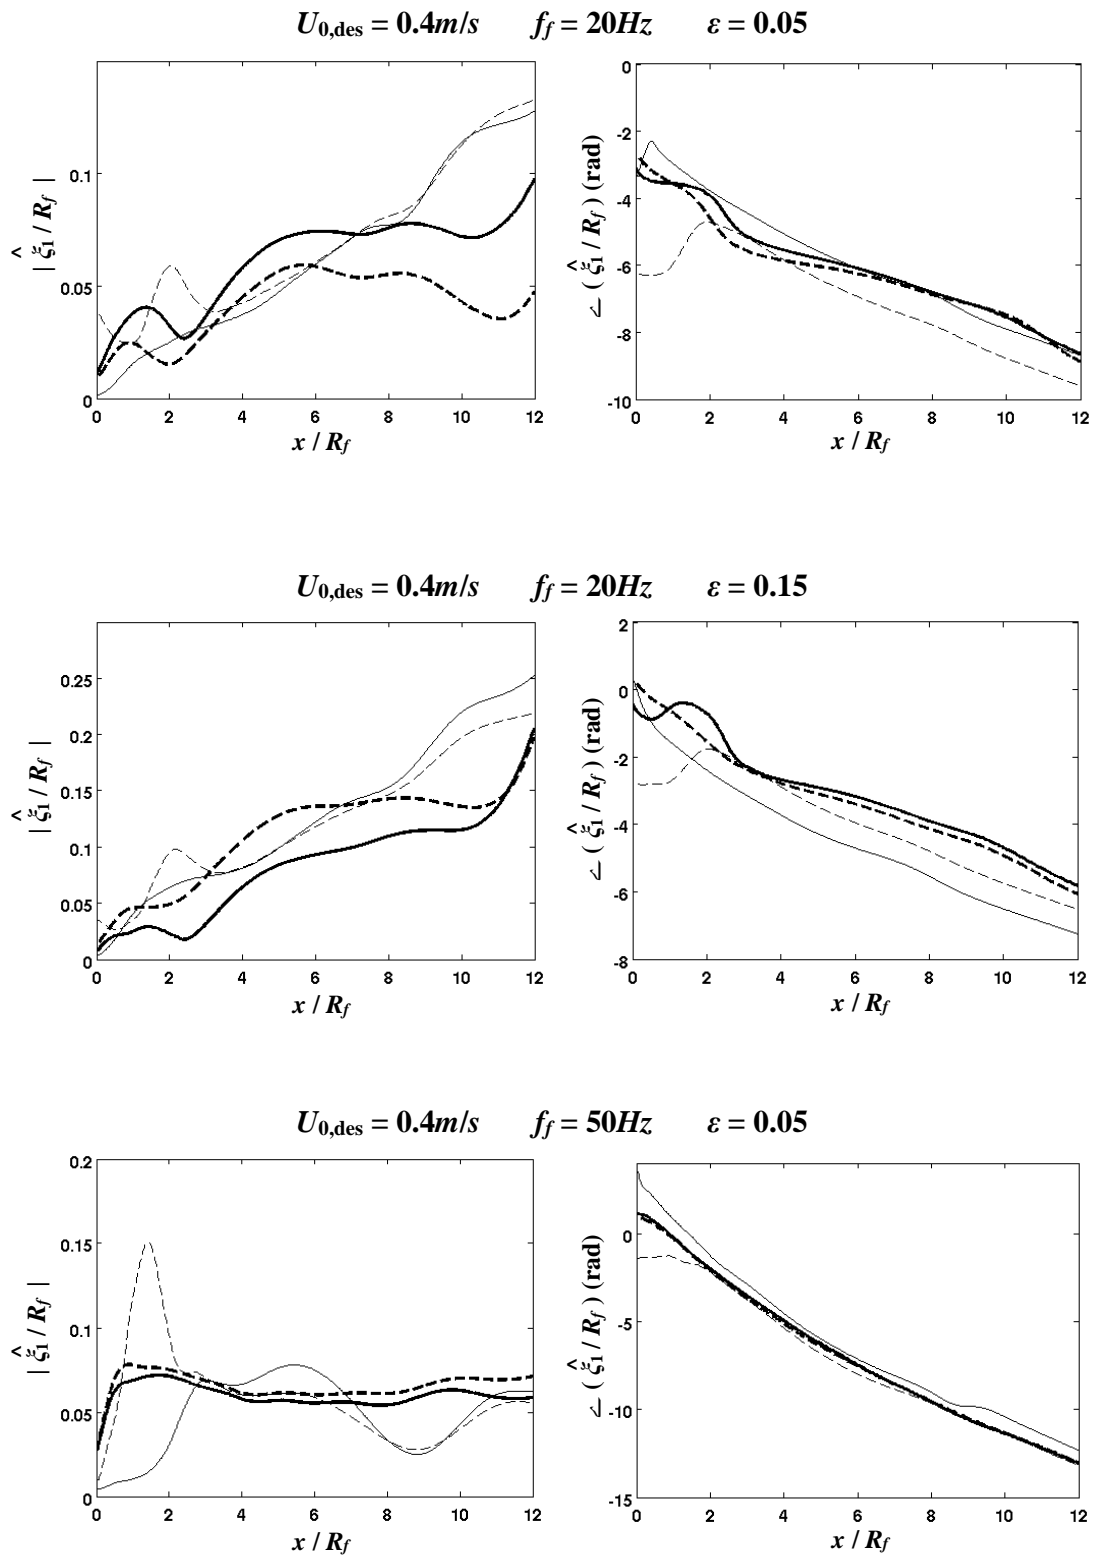 U0,des = 0.4m/s ff = 20Hz ε = 0.05
| ξ̂1 / Rf |
0.1
0.05
0
0 2 4 6 8 10 12
x / Rf
∠ ( ξ̂1 / Rf ) (rad)
0
-2
-4
-6
-8
-10
0 2 4 6 8 10 12
x / Rf
U0,des = 0.4m/s ff = 20Hz ε = 0.15
| ξ̂1 / Rf |
0.25
0.2
0.15
0.1
0.05
0
0 2 4 6 8 10 12
x / Rf
∠ ( ξ̂1 / Rf ) (rad)
2
0
-2
-4
-6
-8
0 2 4 6 8 10 12
x / Rf
U0,des = 0.4m/s ff = 50Hz ε = 0.05
| ξ̂1 / Rf |
0.2
0.15
0.1
0.05
0
0 2 4 6 8 10 12
x / Rf
∠ ( ξ̂1 / Rf ) (rad)
0
-5
-10
-15
0 2 4 6 8 10 12
x / Rf